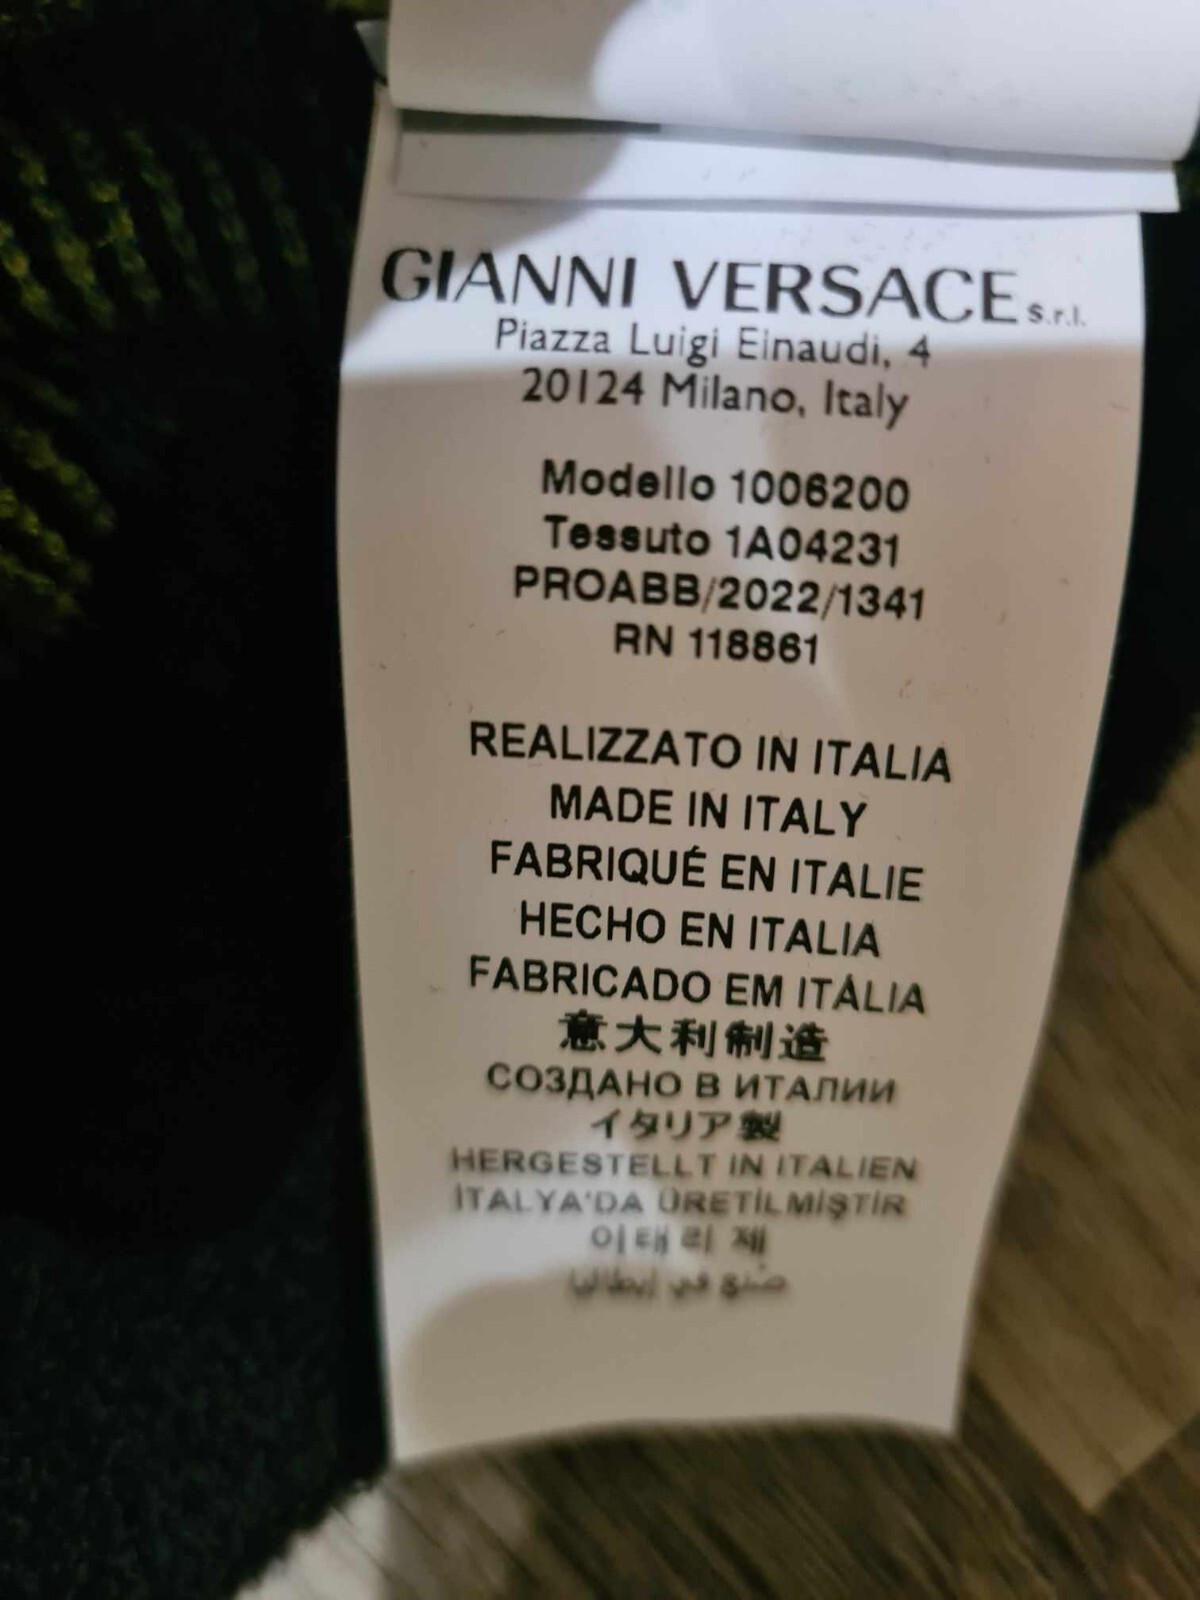 GIANNI VERSACE S.r.l.
Piazza Luigi Einaudi, 4
20124 Milano, Italy
Modello 1006200
Tessuto 1A04231
PROABB/2022/1341
RN 118861
REALIZZATO IN ITALIA
MADE IN ITALY
FABRIQUÉ EN ITALIE
HECHO EN ITALIA
FABRICADO EM ITÁLIA
意大利制造
СОЗДАНО В ИТАЛИИ
イタリア製
HERGESTELLT IN ITALIEN
İTALYA'DA ÜRETİLMİŞTİR
이태리 제
صُنع في إيطاليا